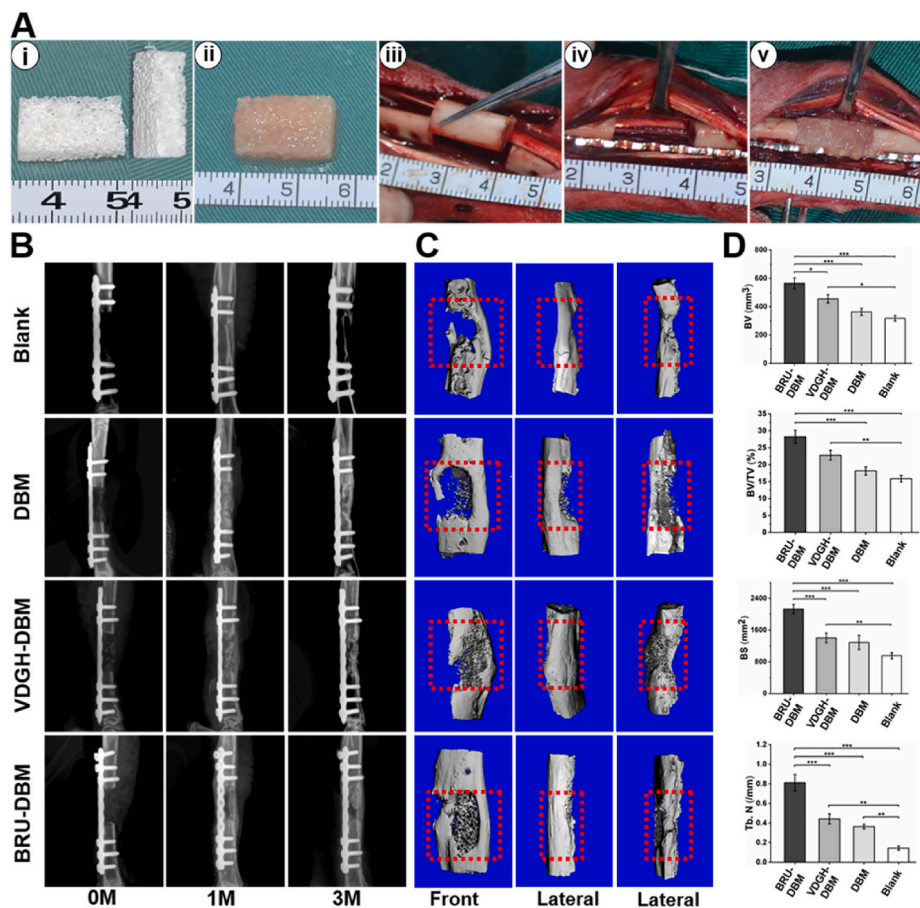 A
i
ii
iii
iv
v
4 5 4 5
4 5 6
2 3 4 5
2 3 4 5
3 4 5 6
B
C
D
Blank
DBM
VDGH-DBM
BRU-DBM
0M 1M 3M
Front Lateral Lateral
BV (mm³)
800
600
400
200
0
***
***
*
*
BRU-DBM
VDGH-DBM
DBM
Blank
BV/TV (%)
35
30
25
20
15
10
5
0
***
***
**
BRU-DBM
VDGH-DBM
DBM
Blank
BS (mm²)
2400
1600
800
0
***
***
***
**
BRU-DBM
VDGH-DBM
DBM
Blank
Tb. N (/mm)
1.2
1.0
0.8
0.6
0.4
0.2
0.0
***
***
***
**
**
BRU-DBM
VDGH-DBM
DBM
Blank